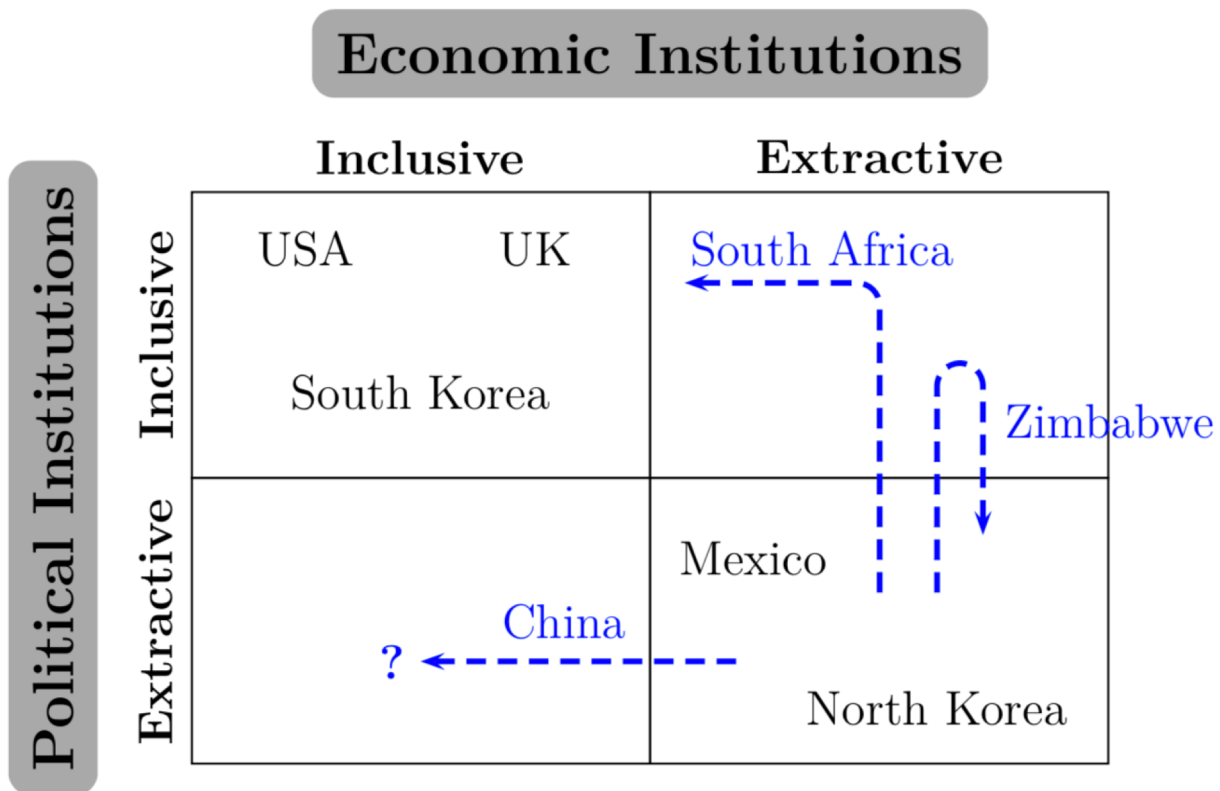 Economic Institutions
Inclusive
Extractive
Political Institutions
Inclusive
USA
UK
South Africa
South Korea
Zimbabwe
Extractive
Mexico
China
?
North Korea